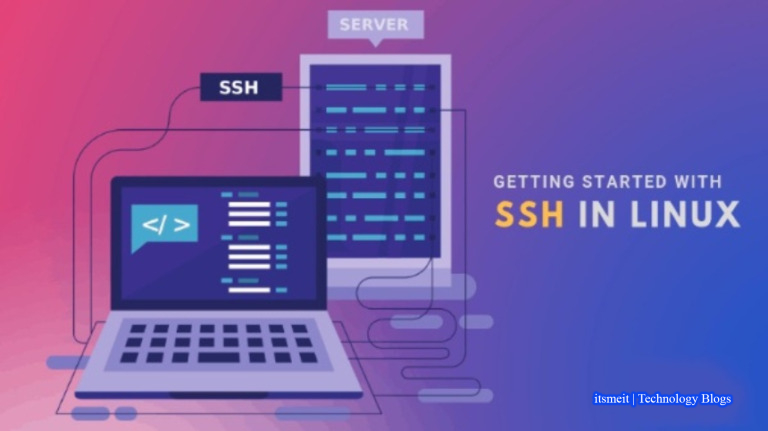 SERVER
SSH
</>
GETTING STARTED WITH
SSH IN LINUX
itsmeit | Technology Blogs